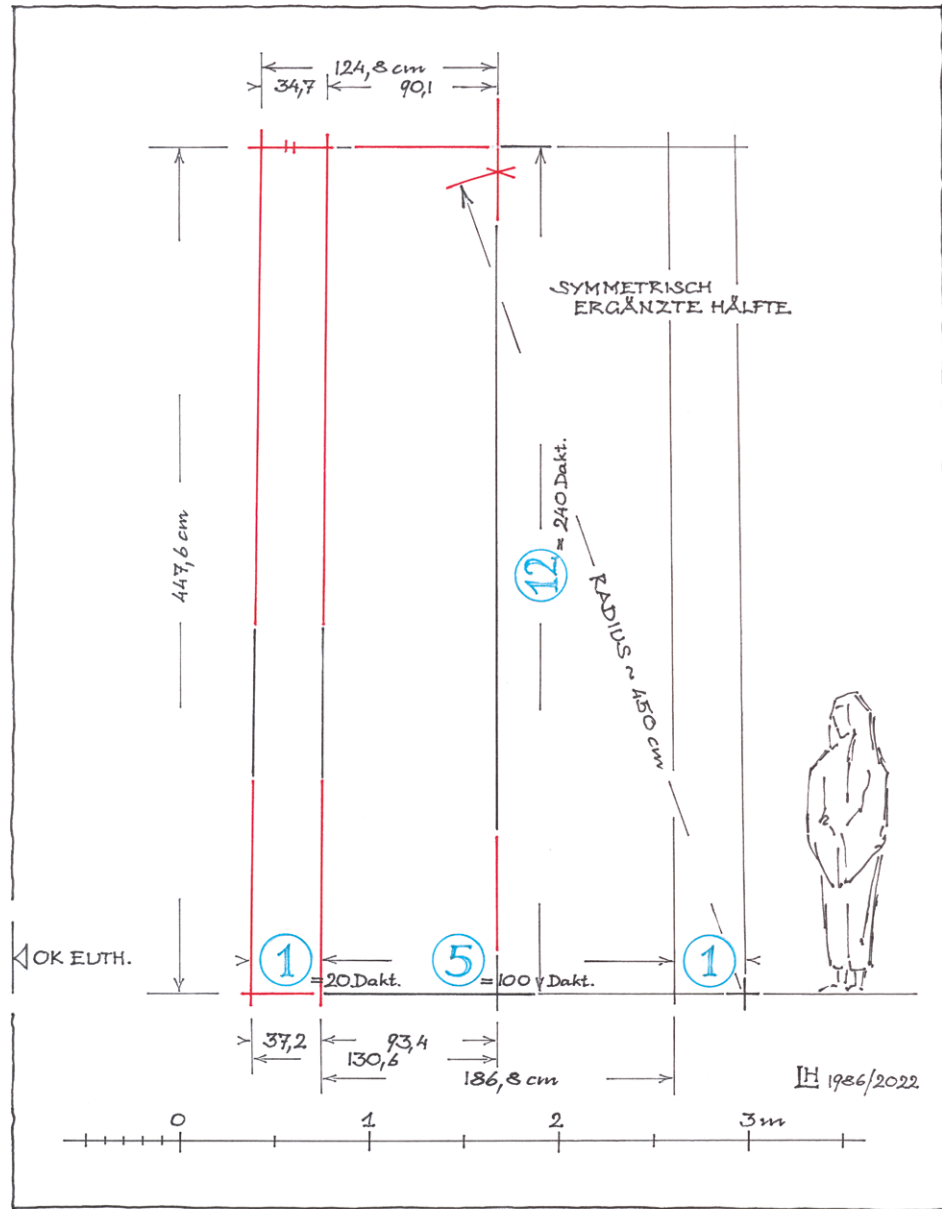 124,8 cm
34,7
90,1
SYMMETRISCH
ERGÄNZTE HÄLFTE
447,6 cm
12 = 240 Dakt.
RADIUS ~ 450 cm
OK EUTH.
1 = 20 Dakt.
5 = 100 Dakt.
1
37,2
93,4
130,6
186,8 cm
LH 1986/2022
0 1 2 3 m